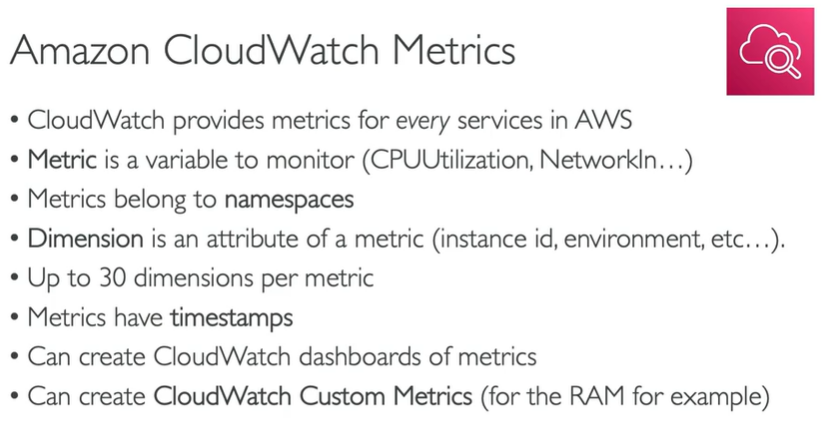 Amazon CloudWatch Metrics
• CloudWatch provides metrics for every services in AWS
• Metric is a variable to monitor (CPUUtilization, NetworkIn…)
• Metrics belong to namespaces
• Dimension is an attribute of a metric (instance id, environment, etc…).
• Up to 30 dimensions per metric
• Metrics have timestamps
• Can create CloudWatch dashboards of metrics
• Can create CloudWatch Custom Metrics (for the RAM for example)